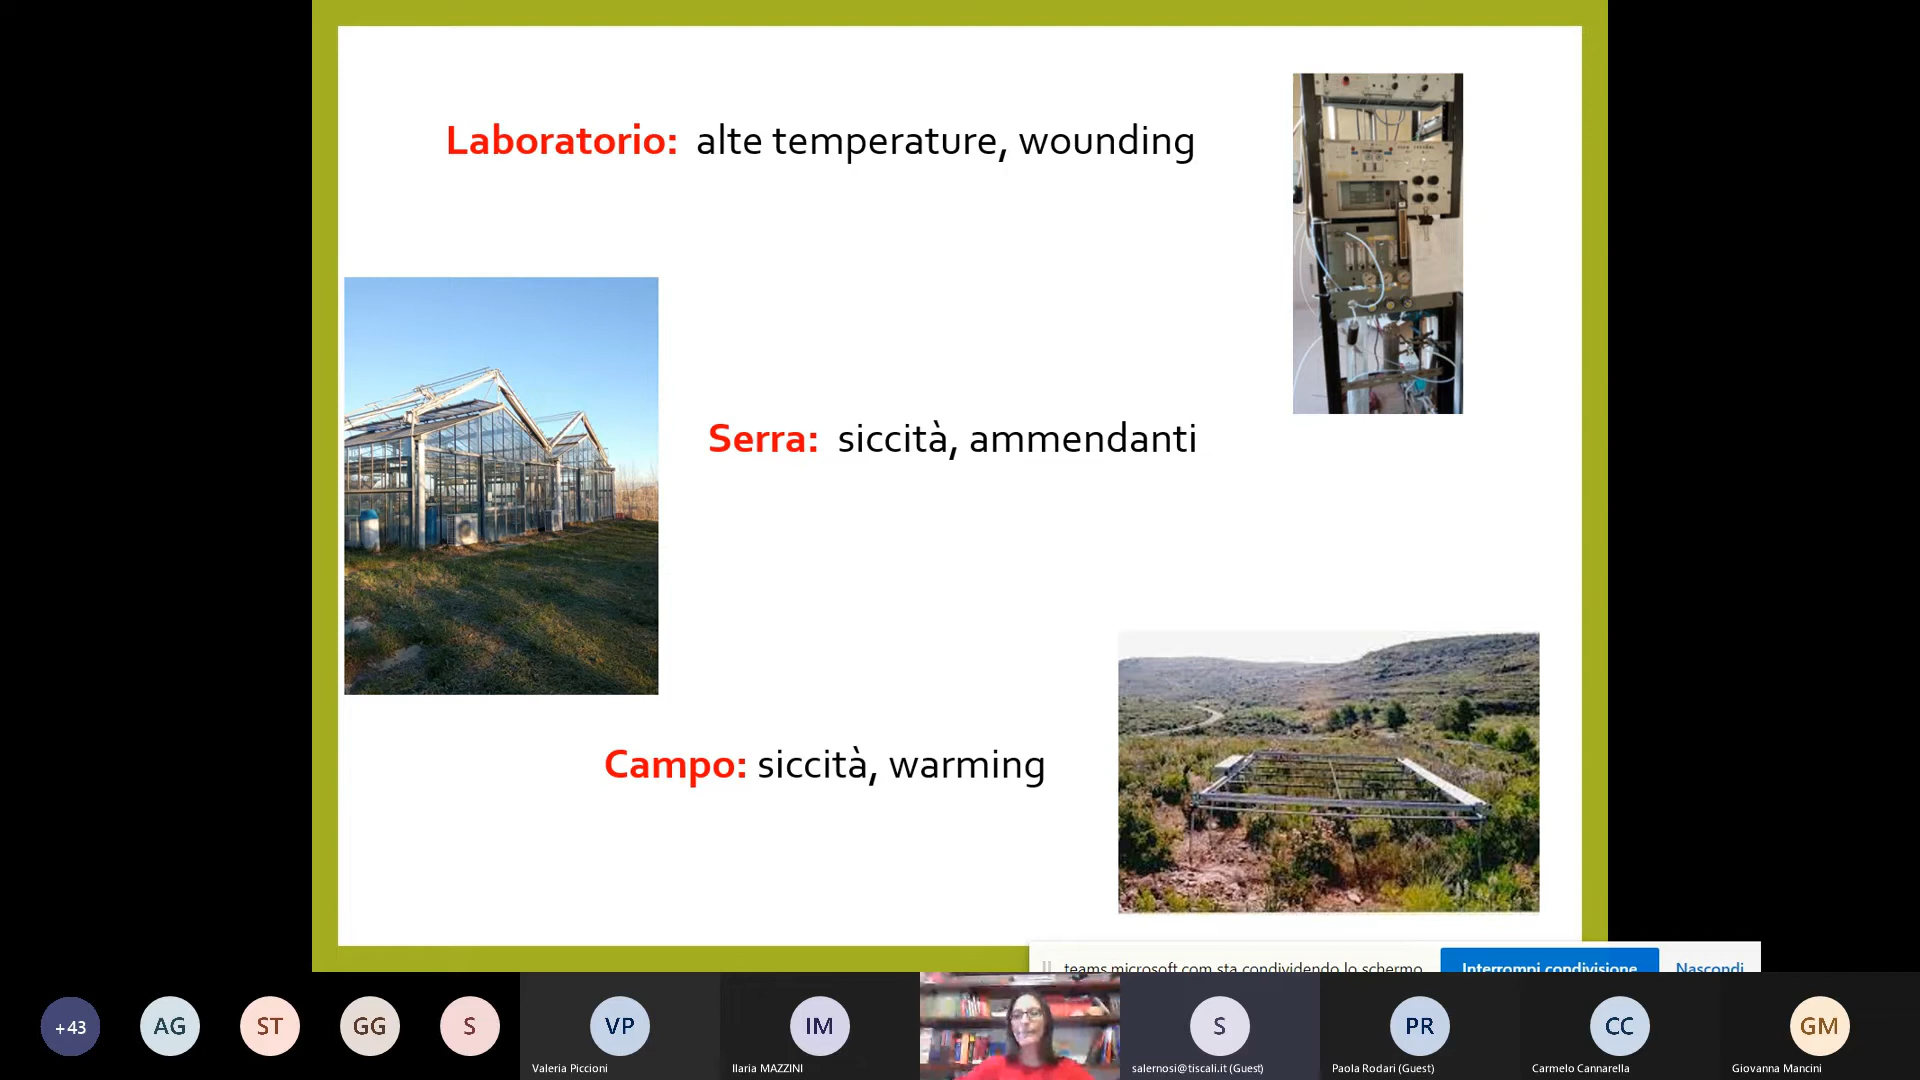 Laboratorio: alte temperature, wounding
Serra: siccità, ammendanti
Campo: siccità, warming
teams.microsoft.com sta condividendo lo schermo.
Interrompi condivisione
Nascondi
+43
AG
ST
GG
S
VP
IM
S
PR
CC
GM
Valeria Piccioni
Ilaria MAZZINI
salernosi@tiscali.it (Guest)
Paola Rodari (Guest)
Carmelo Cannarella
Giovanna Mancini